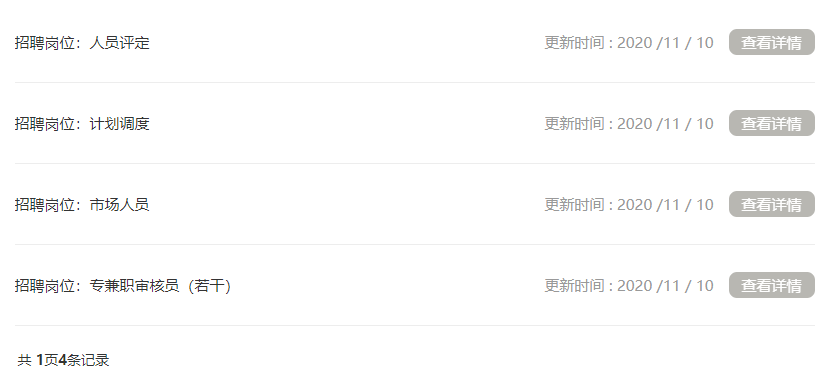 招聘岗位：人员评定 更新时间 : 2020 /11 / 10 查看详情
招聘岗位：计划调度 更新时间 : 2020 /11 / 10 查看详情
招聘岗位：市场人员 更新时间 : 2020 /11 / 10 查看详情
招聘岗位：专兼职审核员（若干） 更新时间 : 2020 /11 / 10 查看详情
共 1页4条记录